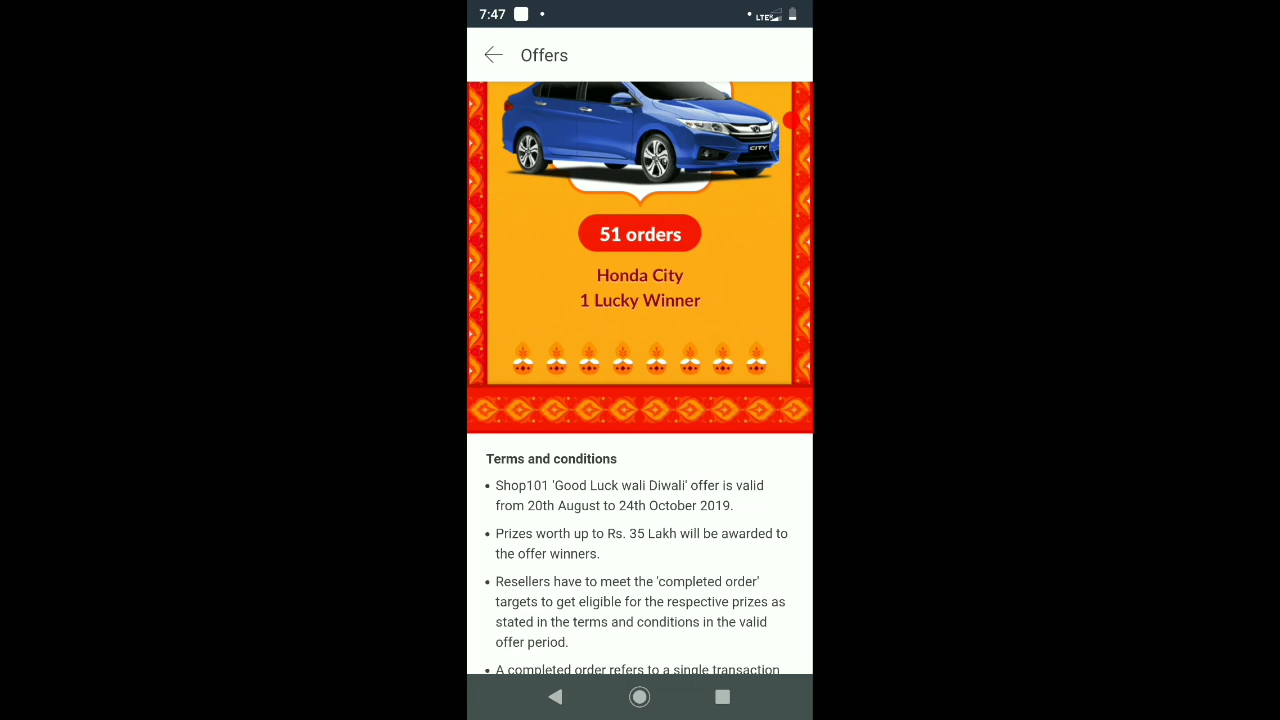 7:47
LTE
Offers
CITY
51 orders
Honda City
1 Lucky Winner
Terms and conditions
• Shop101 'Good Luck wali Diwali' offer is valid
from 20th August to 24th October 2019.
• Prizes worth up to Rs. 35 Lakh will be awarded to
the offer winners.
• Resellers have to meet the 'completed order'
targets to get eligible for the respective prizes as
stated in the terms and conditions in the valid
offer period.
• A completed order refers to a single transaction